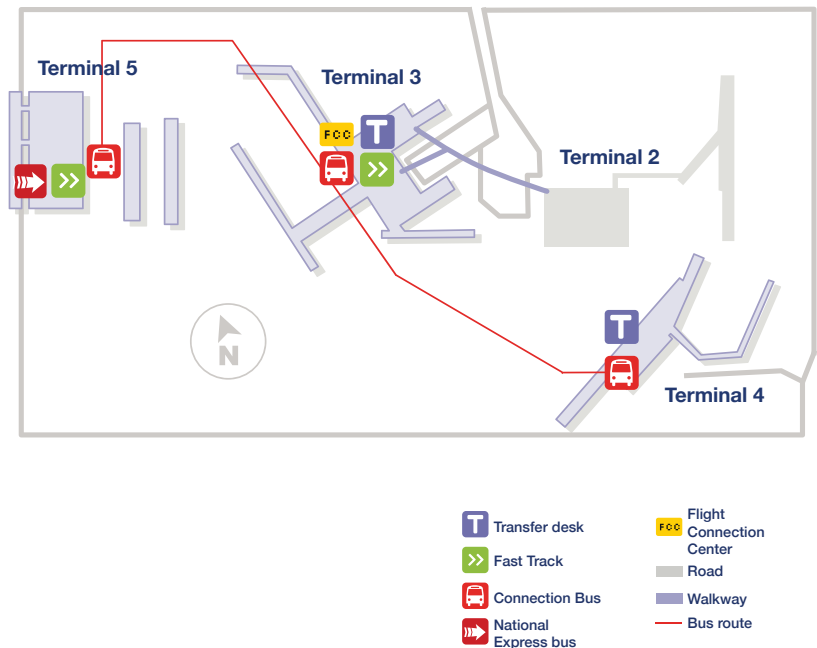 Terminal 5
Terminal 3
FCC
T
Terminal 2
T
Terminal 4
N
T Transfer desk
Fast Track
Connection Bus
National
Express bus
FCC
Flight
Connection
Center
Road
Walkway
Bus route